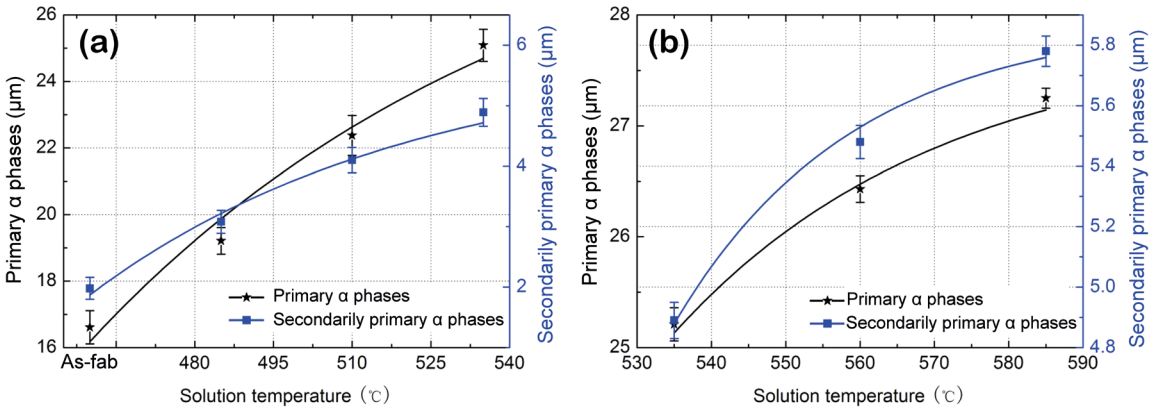 (a)
26
24
22
20
18
16
Primary α phases (μm)
6
4
2
Secondarily primary α phases (μm)
Primary α phases
Secondarily primary α phases
As-fab 485 495 510 525 540
Solution temperature（℃）
(b)
28
27
26
25
Primary α phases (μm)
5.8
5.6
5.4
5.2
5.0
4.8
Secondarily primary α phases (μm)
Primary α phases
Secondarily primary α phases
530 540 550 560 570 580 590
Solution temperature（℃）